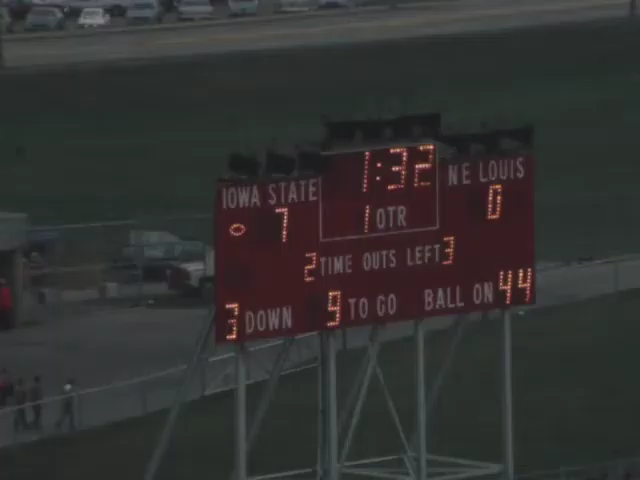 1:32
IOWA STATE NE LOUIS
7 1 QTR 0
2 TIME OUTS LEFT 3
3 DOWN 9 TO GO BALL ON 44